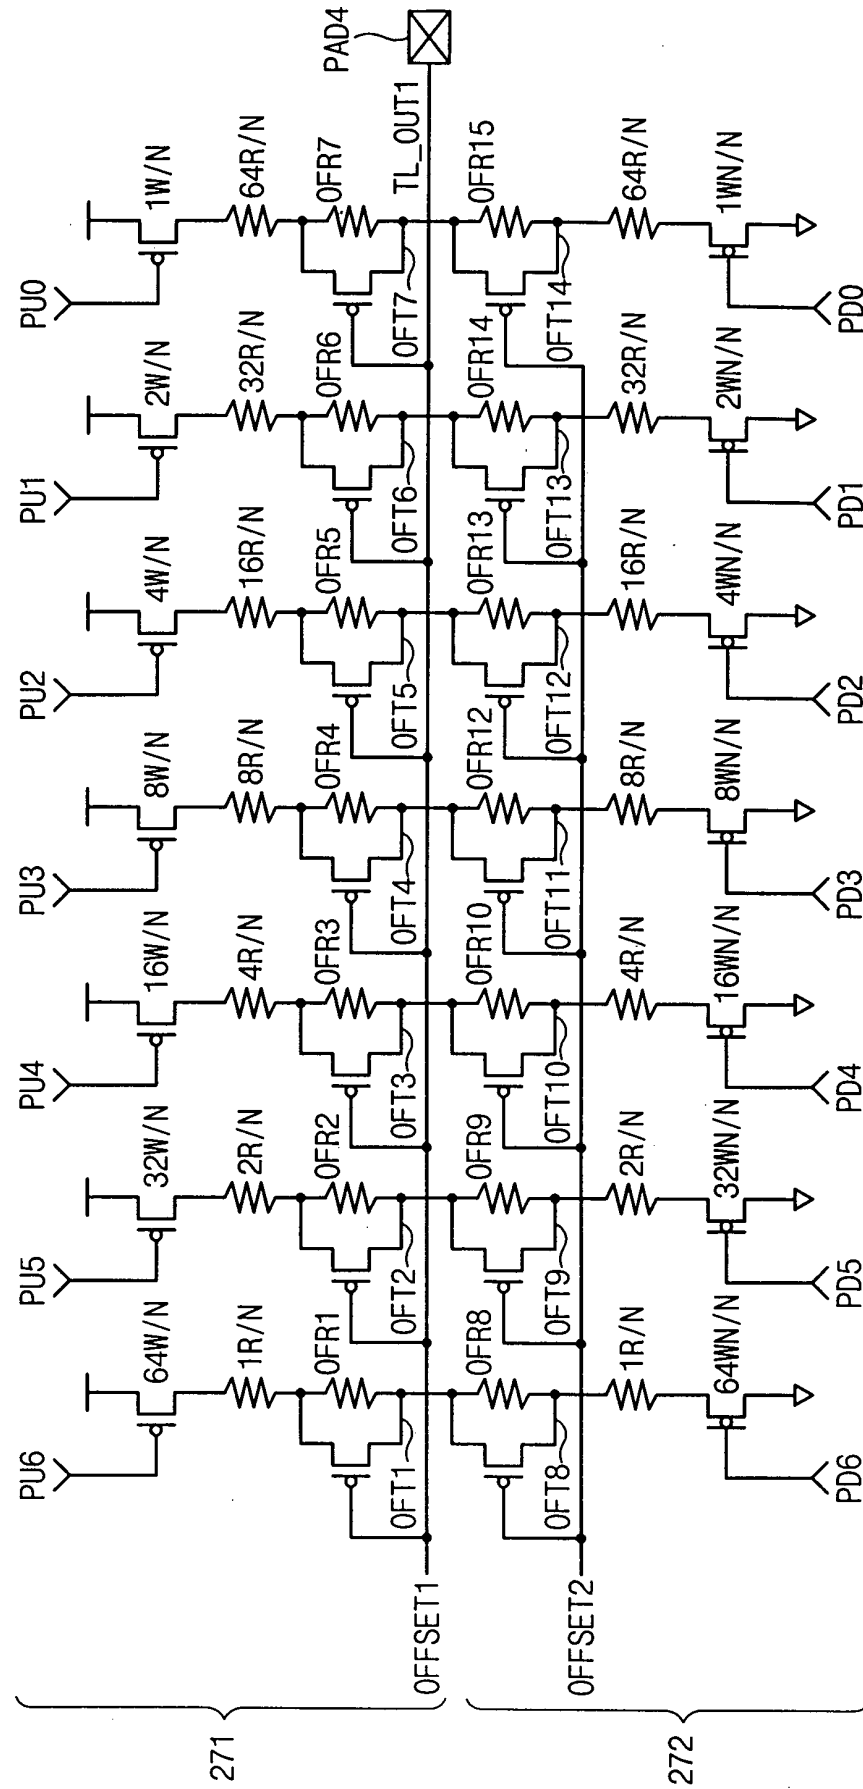 PU6
PU5
PU4
PU3
PU2
PU1
PU0
64W/N
32W/N
16W/N
8W/N
4W/N
2W/N
1W/N
1R/N
2R/N
4R/N
8R/N
16R/N
32R/N
64R/N
271
OFR1
OFR2
OFR3
OFR4
OFR5
OFR6
OFR7
PAD4
OFT1
OFT2
OFT3
OFT4
OFT5
OFT6
OFT7
TL_OUT1
OFFSET1
OFR8
OFR9
OFR10
OFR12
OFR13
OFR14
OFR15
OFT8
OFT9
OFT10
OFT11
OFT12
OFT13
OFT14
OFFSET2
1R/N
2R/N
4R/N
8R/N
16R/N
32R/N
64R/N
272
64WN/N
32WN/N
16WN/N
8WN/N
4WN/N
2WN/N
1WN/N
PD6
PD5
PD4
PD3
PD2
PD1
PD0